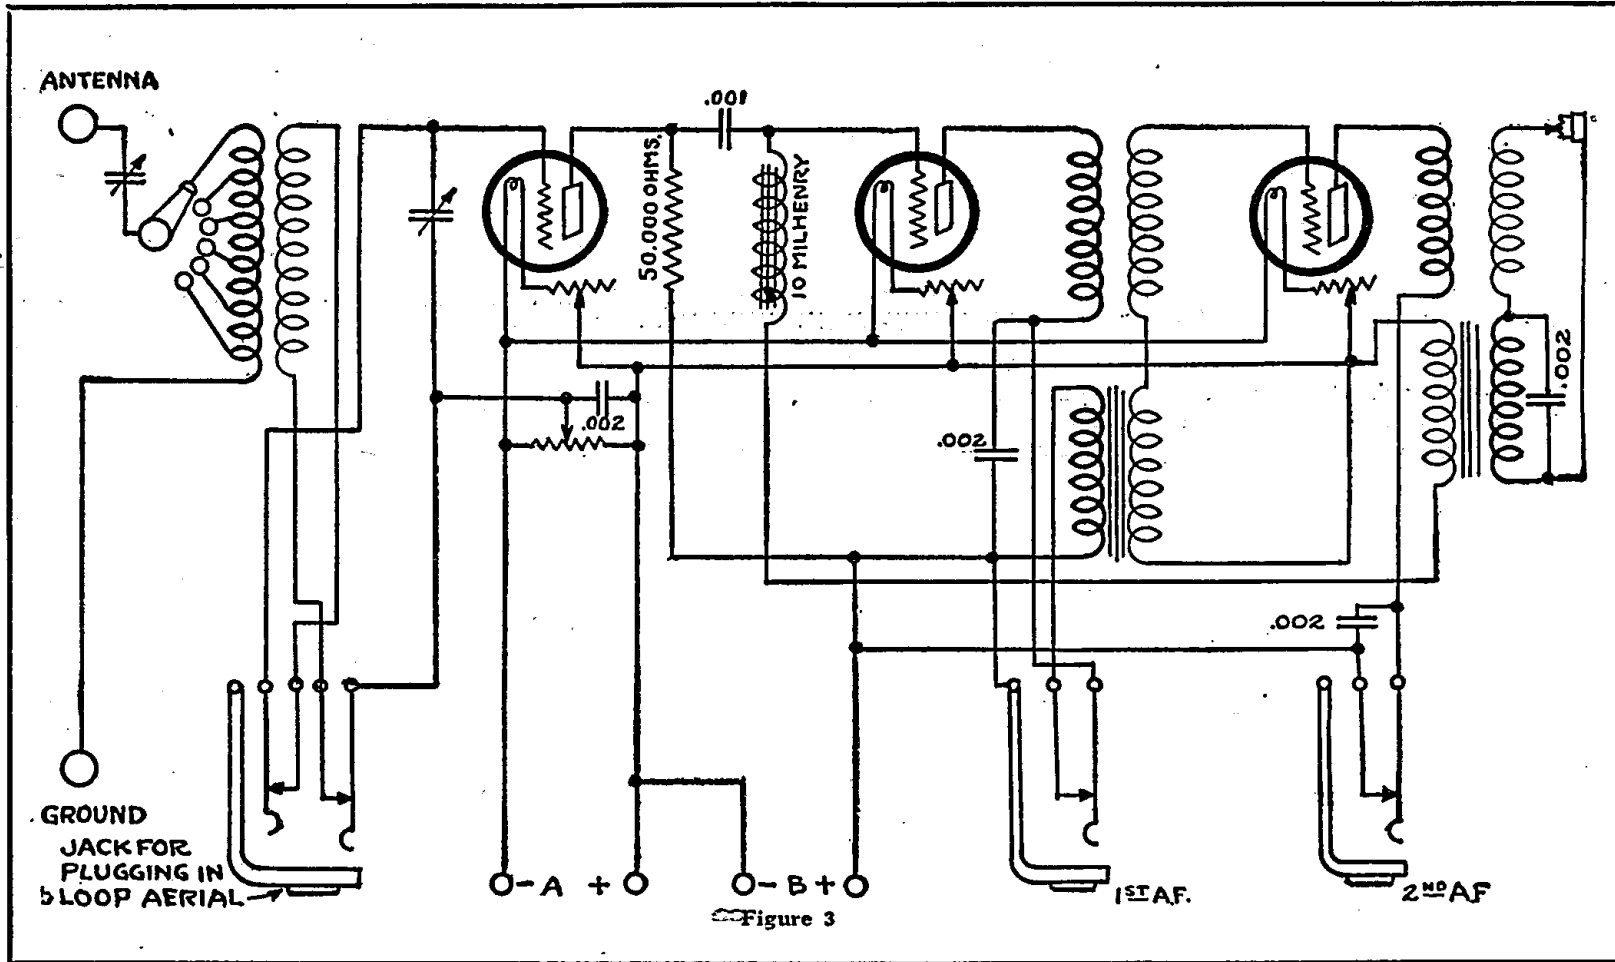 ANTENNA
.001
50.000 OHMS.
10 MILHENRY
.002
.002
.002
.002
GROUND
JACK FOR
PLUGGING IN
LOOP AERIAL
- A +
- B +
1ST A.F.
2ND AF
Figure 3